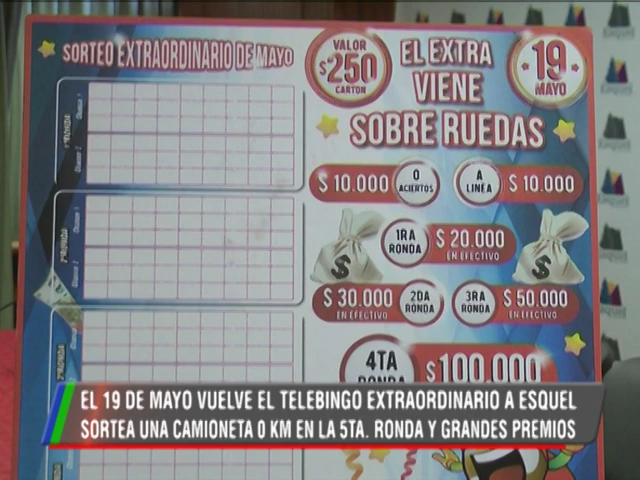 SORTEO EXTRAORDINARIO DE MAYO
VALOR
$250
CARTON
EL EXTRA
VIENE
SOBRE RUEDAS
19
MAYO
$ 10.000
0
ACIERTOS
A
LINEA
$ 10.000
1RA
RONDA
$ 20.000
EN EFECTIVO
$
$
$ 30.000
EN EFECTIVO
2DA
RONDA
3RA
RONDA
$ 50.000
EN EFECTIVO
4TA
RONDA
$100.000
EL 19 DE MAYO VUELVE EL TELEBINGO EXTRAORDINARIO A ESQUEL
SORTEA UNA CAMIONETA 0 KM EN LA 5TA. RONDA Y GRANDES PREMIOS